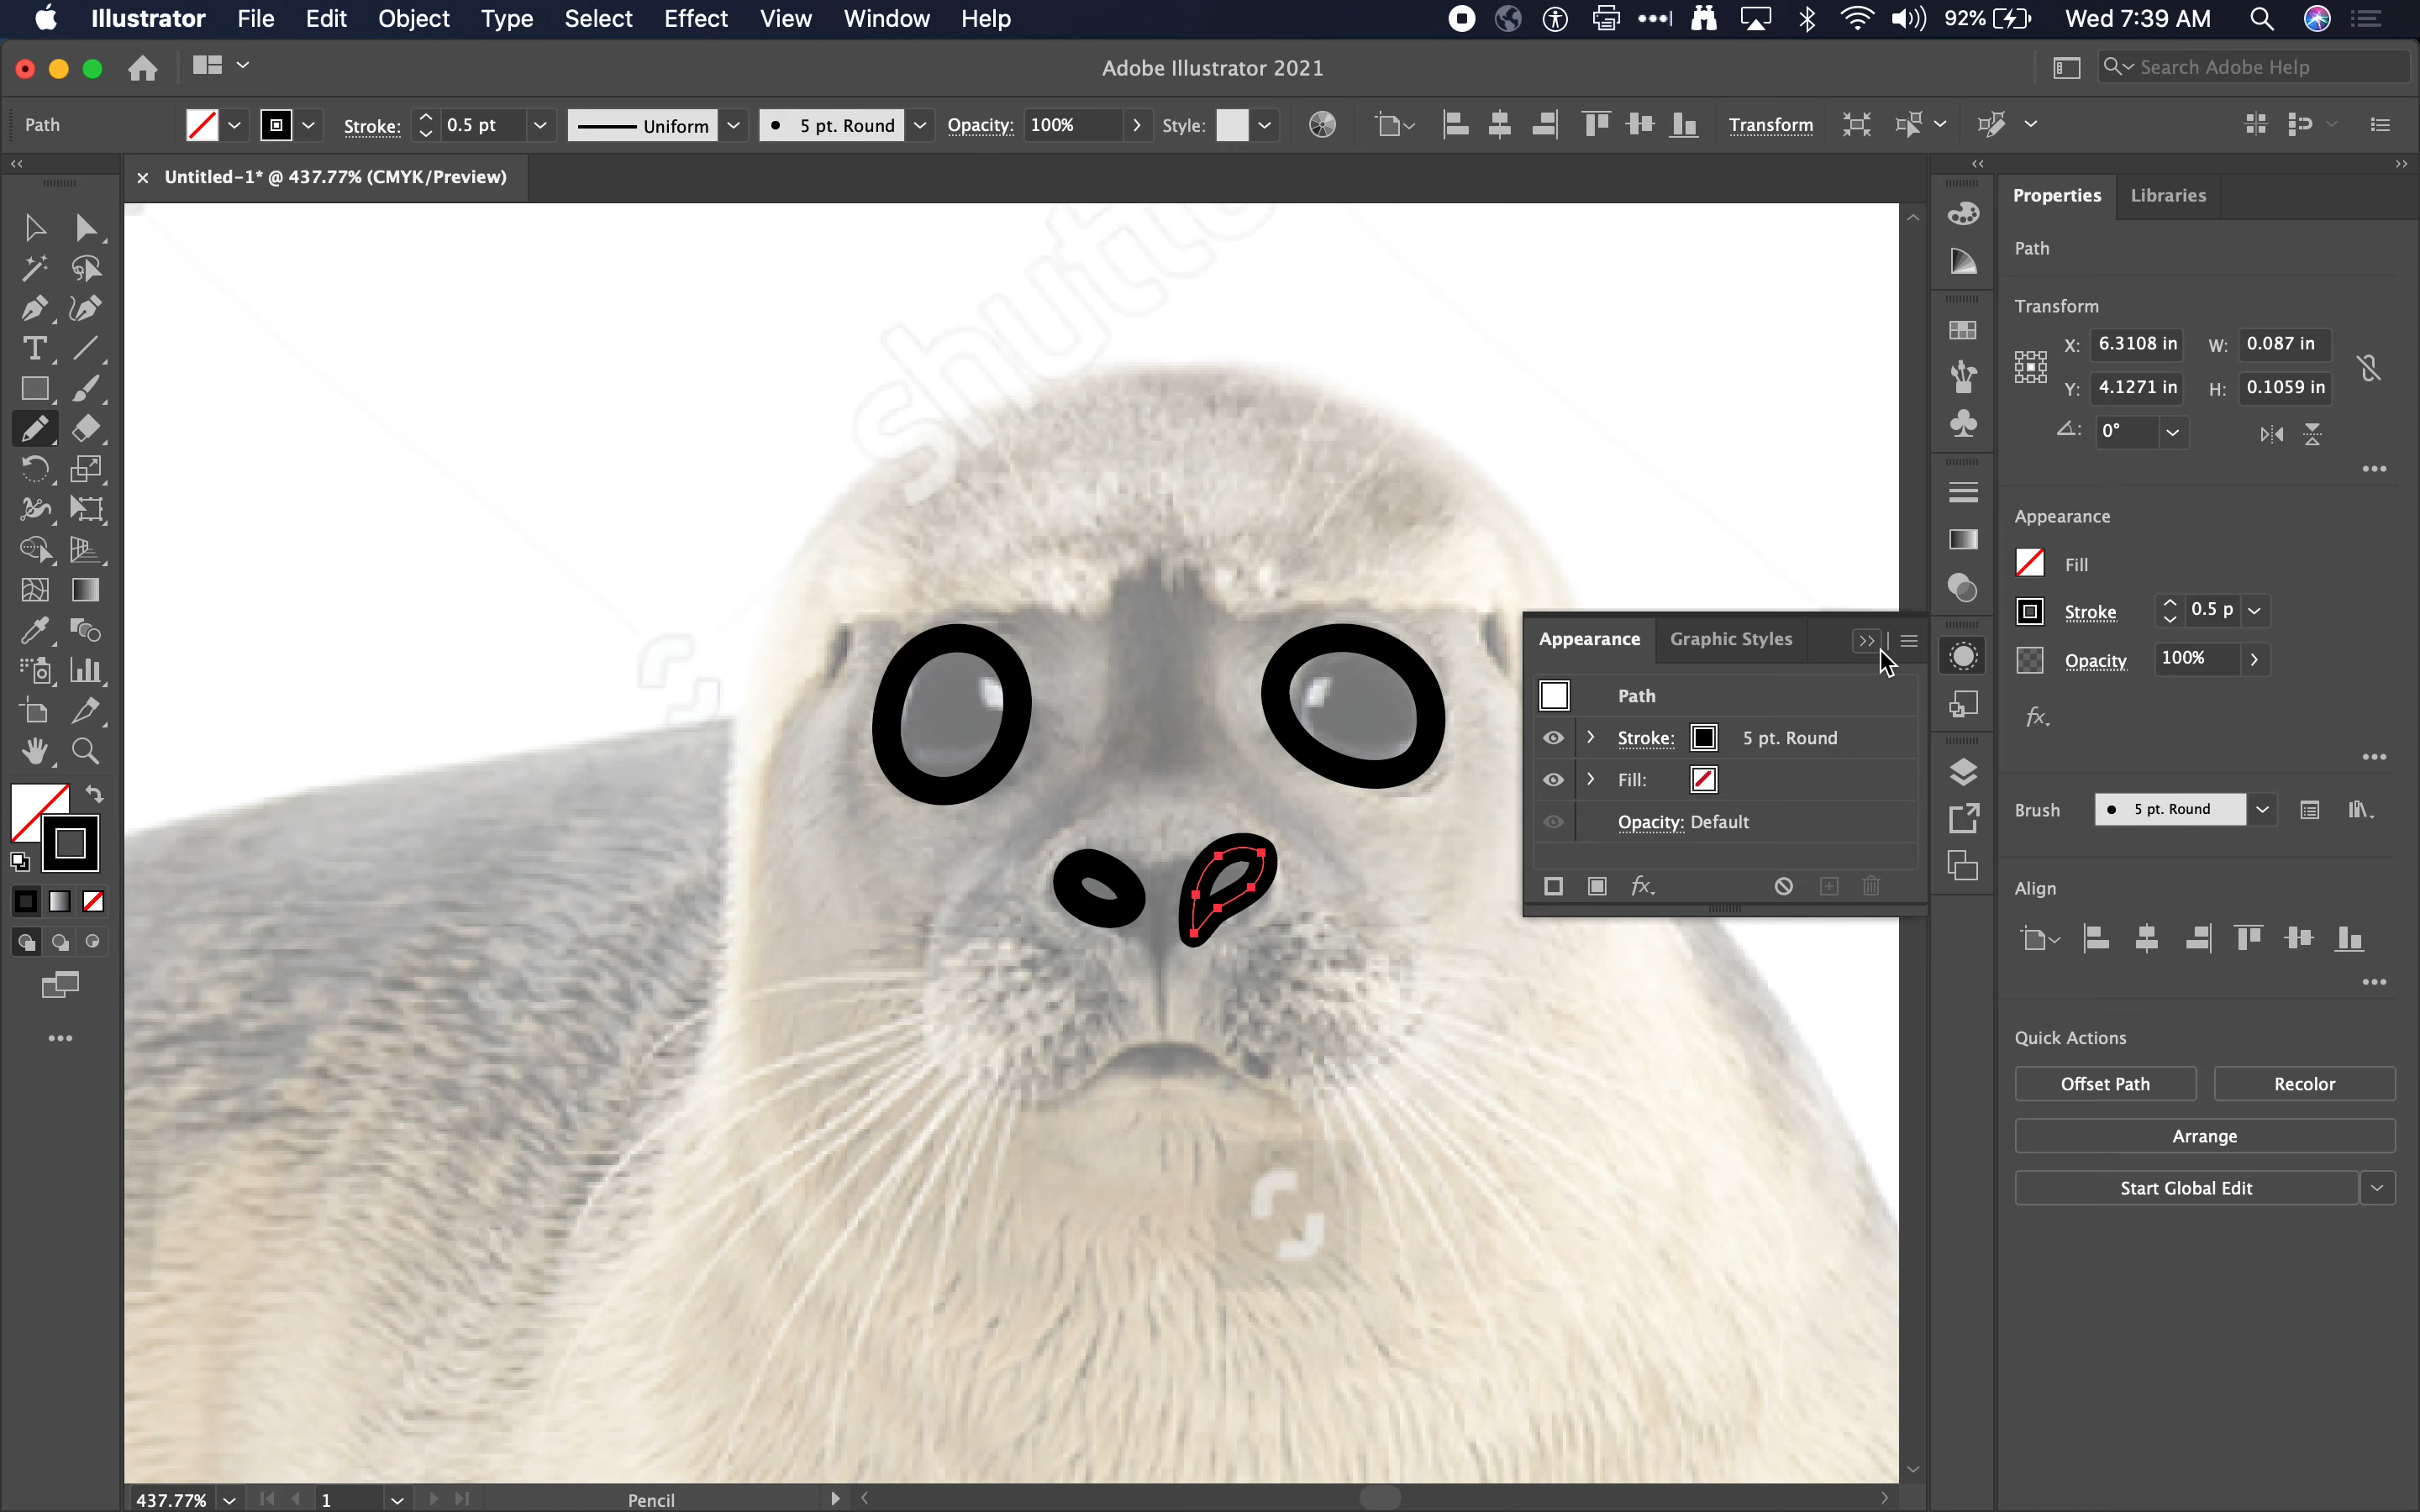 Illustrator File Edit Object Type Select Effect View Window Help 92% Wed 7:39 AM
Adobe Illustrator 2021 Search Adobe Help
Path Stroke: 0.5 pt Uniform 5 pt. Round Opacity: 100% Style: Transform
× Untitled-1* @ 437.77% (CMYK/Preview)
Properties Libraries
Path
Transform
X: 6.3108 in W: 0.087 in
Y: 4.1271 in H: 0.1059 in
0°
Appearance
Fill
Stroke 0.5 p
Opacity 100%
fx.
Brush 5 pt. Round
Align
Quick Actions
Offset Path Recolor
Arrange
Start Global Edit
Appearance Graphic Styles
Path
Stroke: 5 pt. Round
Fill:
Opacity: Default
fx.
shutte
437.77% 1 Pencil